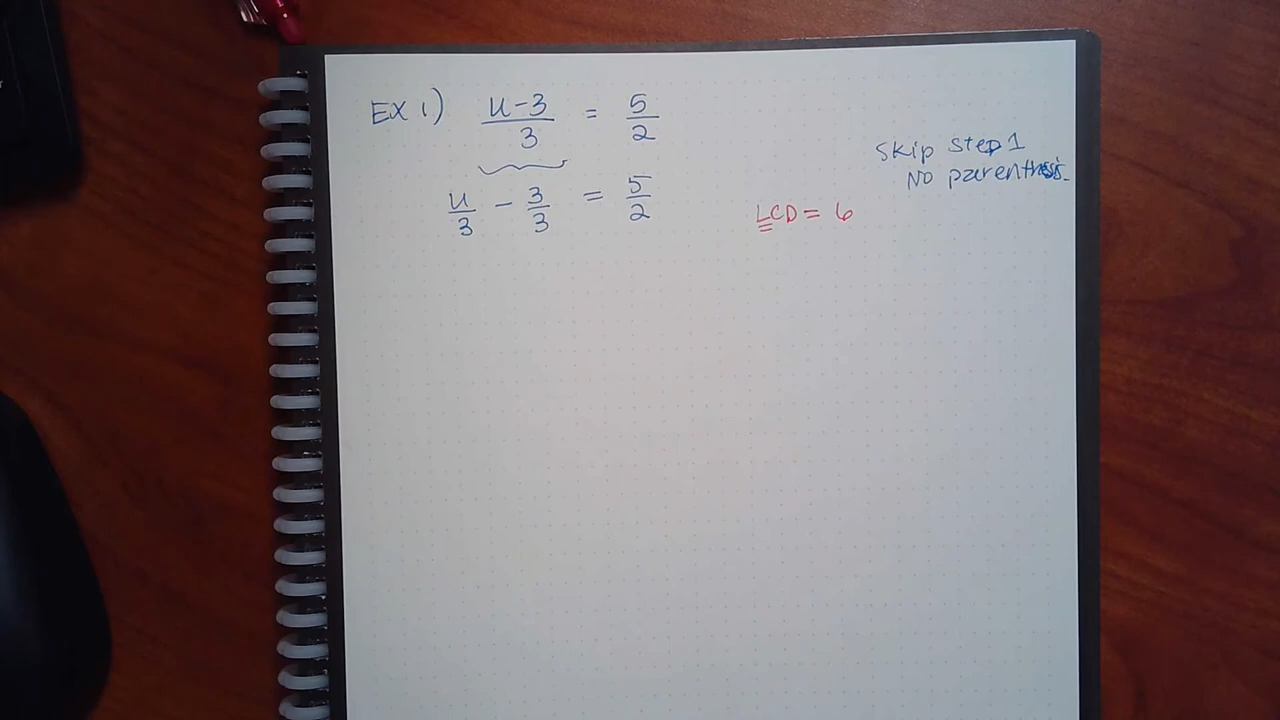 EX 1) u-3/3 = 5/2
Skip step 1
No parenthesis.
u/3 - 3/3 = 5/2
LCD = 6